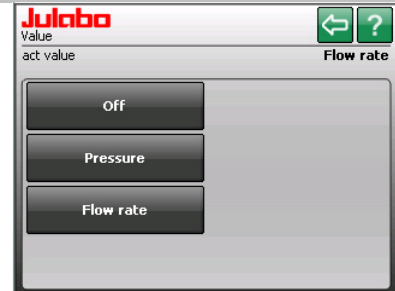 Julabo
Value
act value Flow rate
Off
Pressure
Flow rate
?